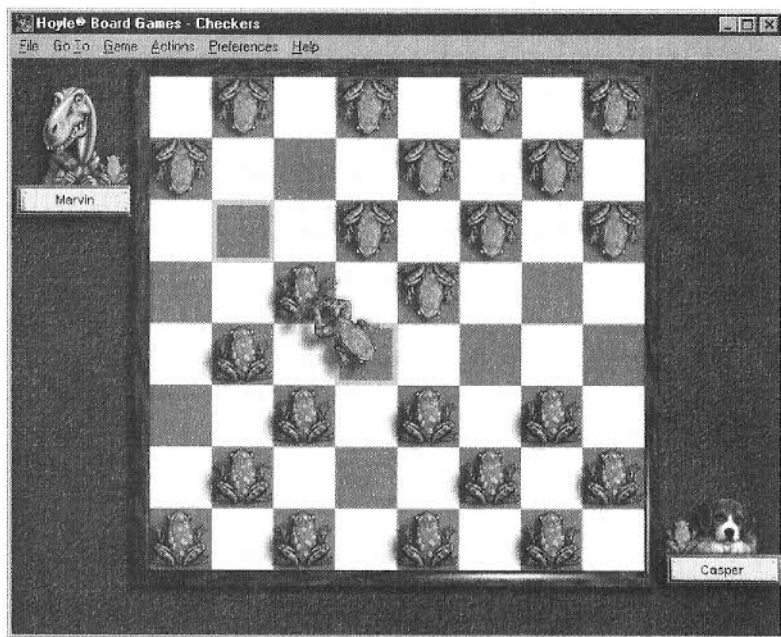 Hoyle® Board Games - Checkers
File Go To Game Actions Preferences Help
Marvin
Casper